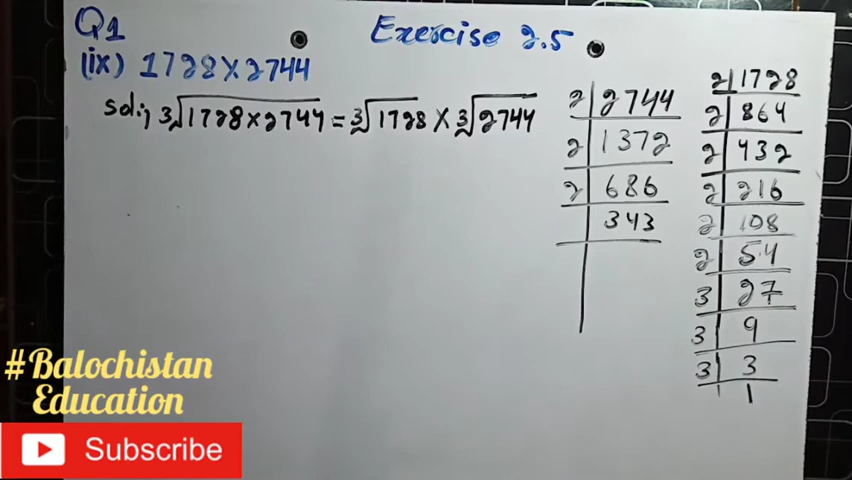 Q1
Exercise 2.5
(ix) 1728×2744
Sol:, ∛1728×2744 = ∛1728 × ∛2744
2 | 2744
2 | 1372
2 | 686
343
2 | 1728
2 | 864
2 | 432
2 | 216
2 | 108
2 | 54
3 | 27
3 | 9
3 | 3
1
#Balochistan
Education
Subscribe